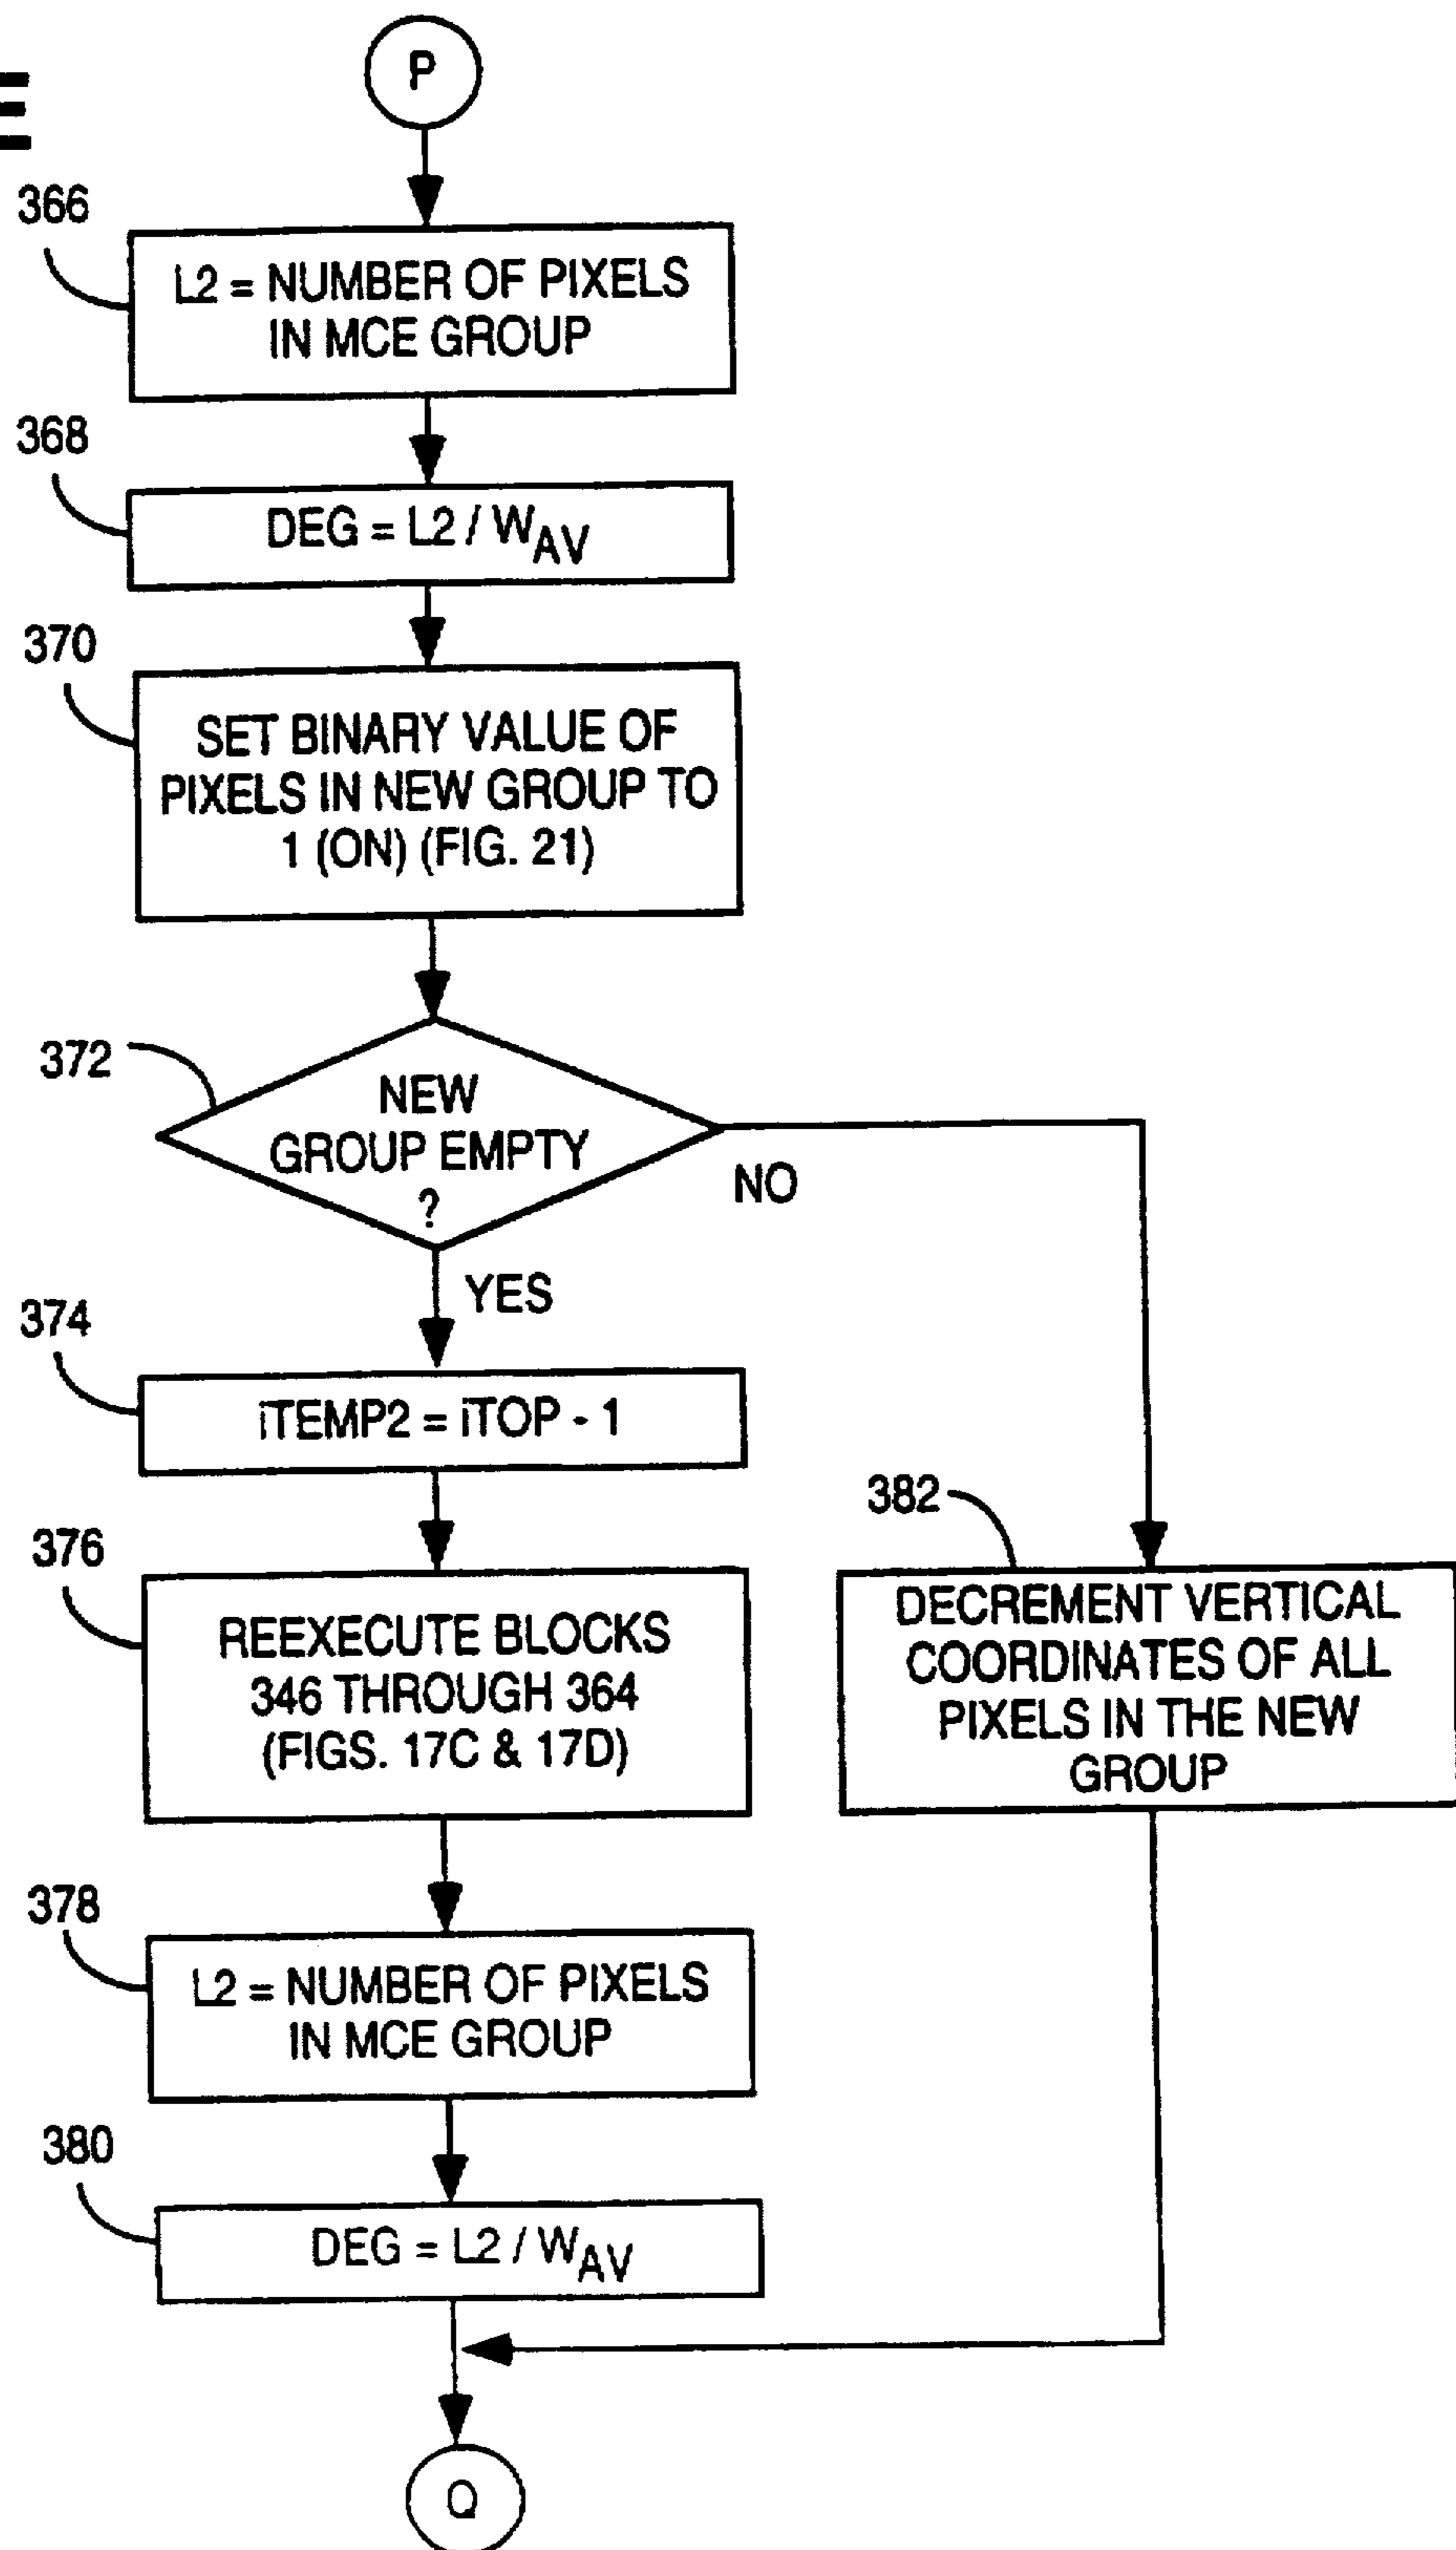 E
P
366
L2 = NUMBER OF PIXELS
IN MCE GROUP
368
DEG = L2 / WAV
370
SET BINARY VALUE OF
PIXELS IN NEW GROUP TO
1 (ON) (FIG. 21)
372
NEW
GROUP EMPTY
?
NO
YES
374
iTEMP2 = iTOP - 1
376
REEXECUTE BLOCKS
346 THROUGH 364
(FIGS. 17C & 17D)
382
DECREMENT VERTICAL
COORDINATES OF ALL
PIXELS IN THE NEW
GROUP
378
L2 = NUMBER OF PIXELS
IN MCE GROUP
380
DEG = L2 / WAV
Q